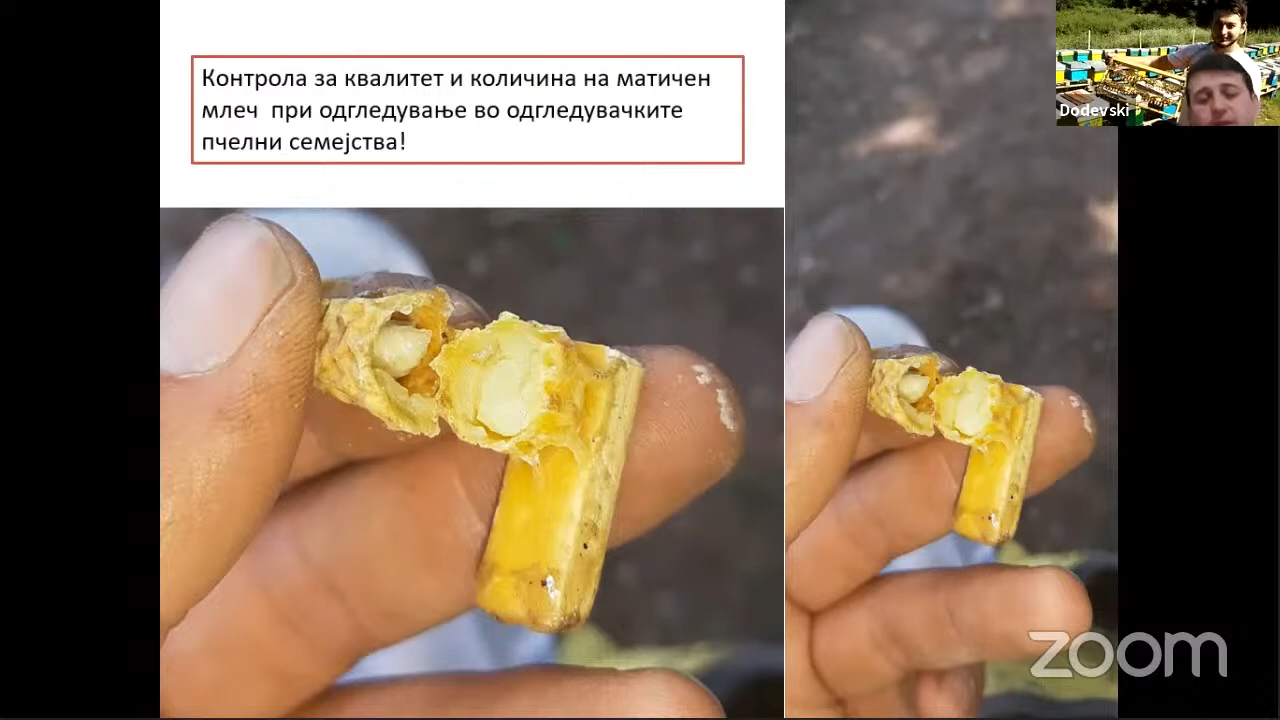 Контрола за квалитет и количина на матичен
млеч при одгледување во одгледувачките
пчелни семејства!
Dodevski
zoom